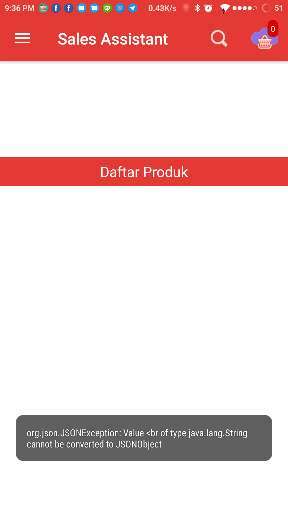 9:36 PM 0.43K/s 51
Sales Assistant
0
Daftar Produk
org.json.JSONException: Value <br of type java.lang.String
cannot be converted to JSONObject